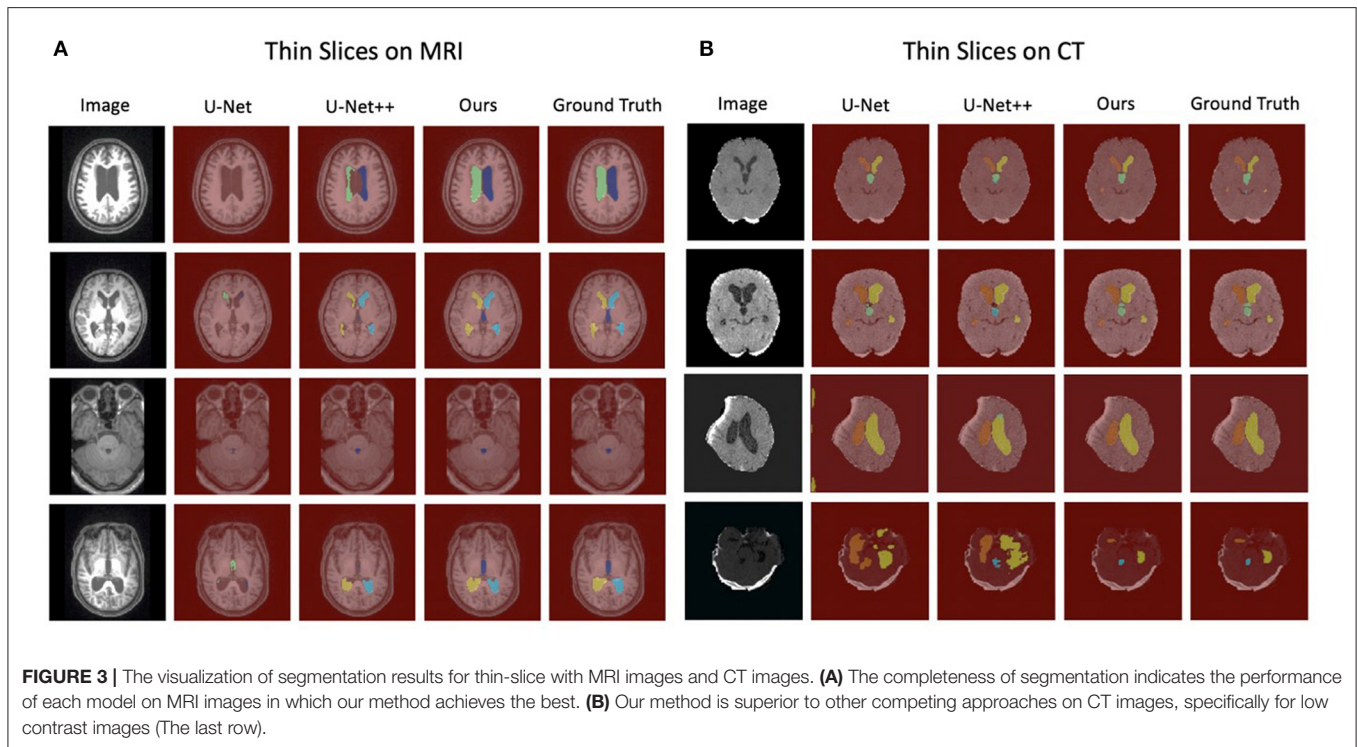 A
Thin Slices on MRI
Image U-Net U-Net++ Ours Ground Truth
B
Thin Slices on CT
Image U-Net U-Net++ Ours Ground Truth
FIGURE 3 | The visualization of segmentation results for thin-slice with MRI images and CT images. (A) The completeness of segmentation indicates the performance
of each model on MRI images in which our method achieves the best. (B) Our method is superior to other competing approaches on CT images, specifically for low
contrast images (The last row).